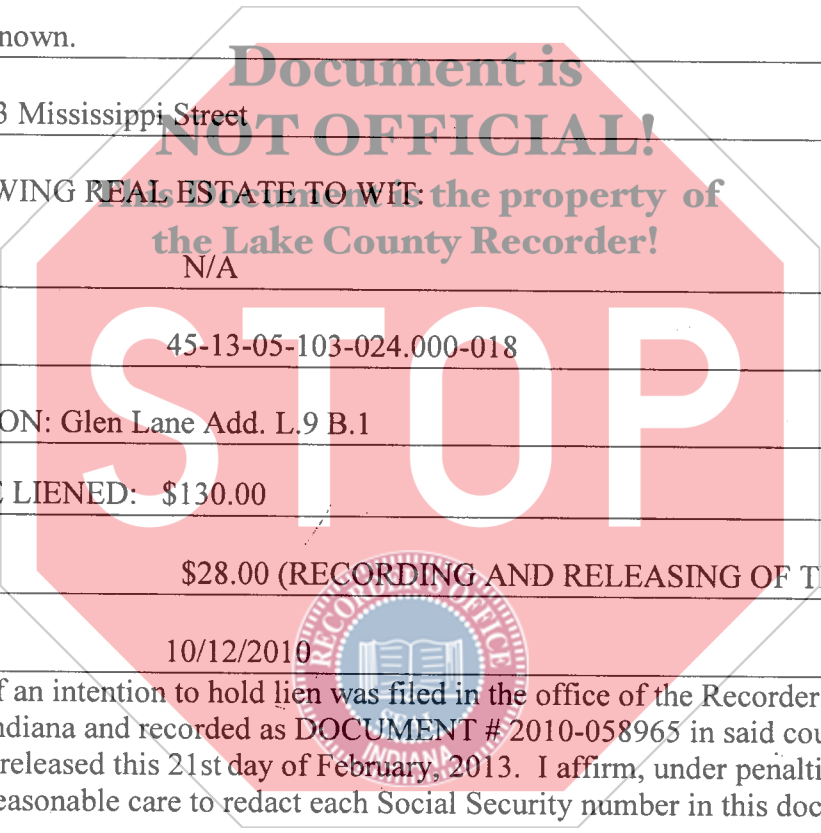 nown.
Document is
3 Mississippi Street
NOT OFFICIAL!
WING REAL ESTATE TO WIT:
This Document is the property of
the Lake County Recorder!
N/A
STOP
45-13-05-103-024.000-018
ON: Glen Lane Add. L.9 B.1
E LIENED: $130.00
$28.00 (RECORDING AND RELEASING OF T
RECORDER'S OFFICE
INDIANA
10/12/2010
f an intention to hold lien was filed in the office of the Recorder
ndiana and recorded as DOCUMENT # 2010-058965 in said cou
released this 21st day of February, 2013. I affirm, under penalti
easonable care to redact each Social Security number in this doc